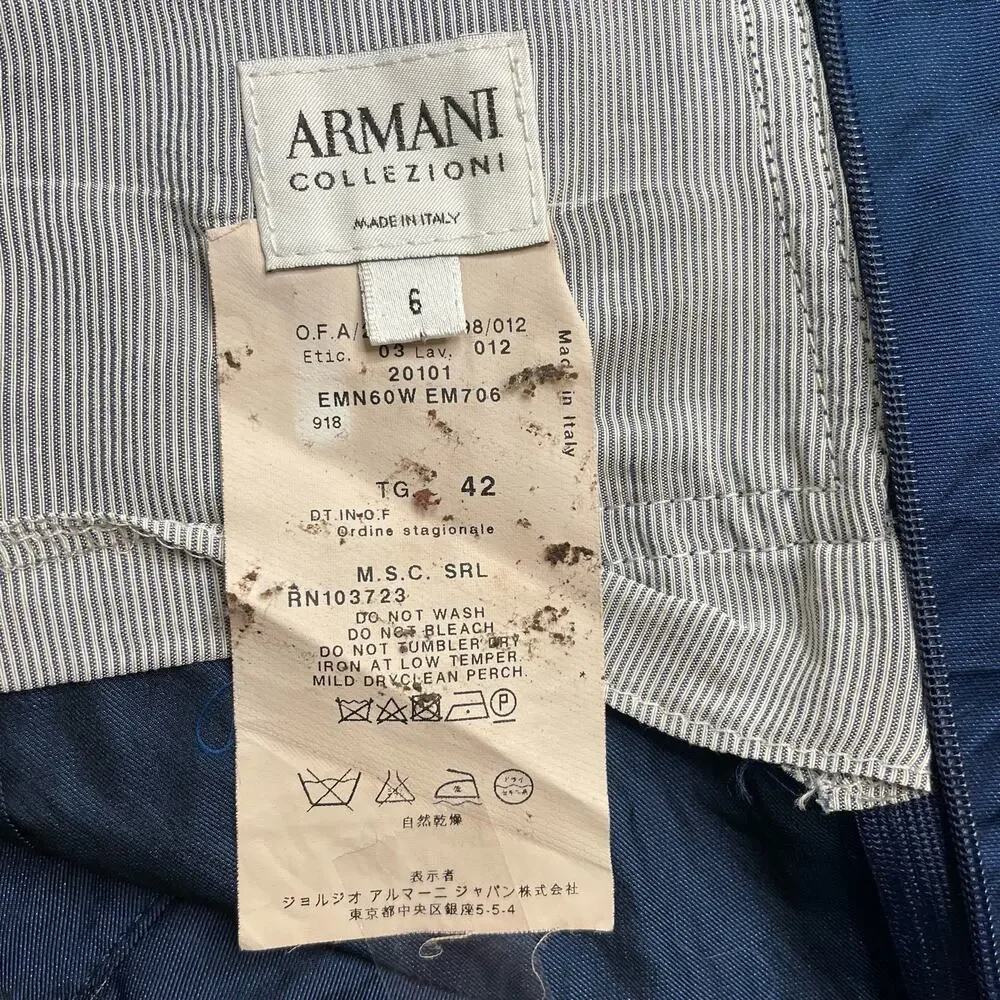 ARMANI
COLLEZIONI
MADE IN ITALY
6
O.F.A/ 98/012
Etic. 03 Lav. 012
20101
EMN60W EM706
918
Made in Italy
TG 42
DT.IN.O.F
Ordine stagionale
M.S.C. SRL
RN103723
DO NOT WASH
DO NOT BLEACH
DO NOT TUMBLER DRY
IRON AT LOW TEMPER.
MILD DRYCLEAN PERCH.
P
低
ドライ
自然乾燥
表示者
ジョルジオ アルマーニ ジャパン株式会社
東京都中央区銀座5-5-4